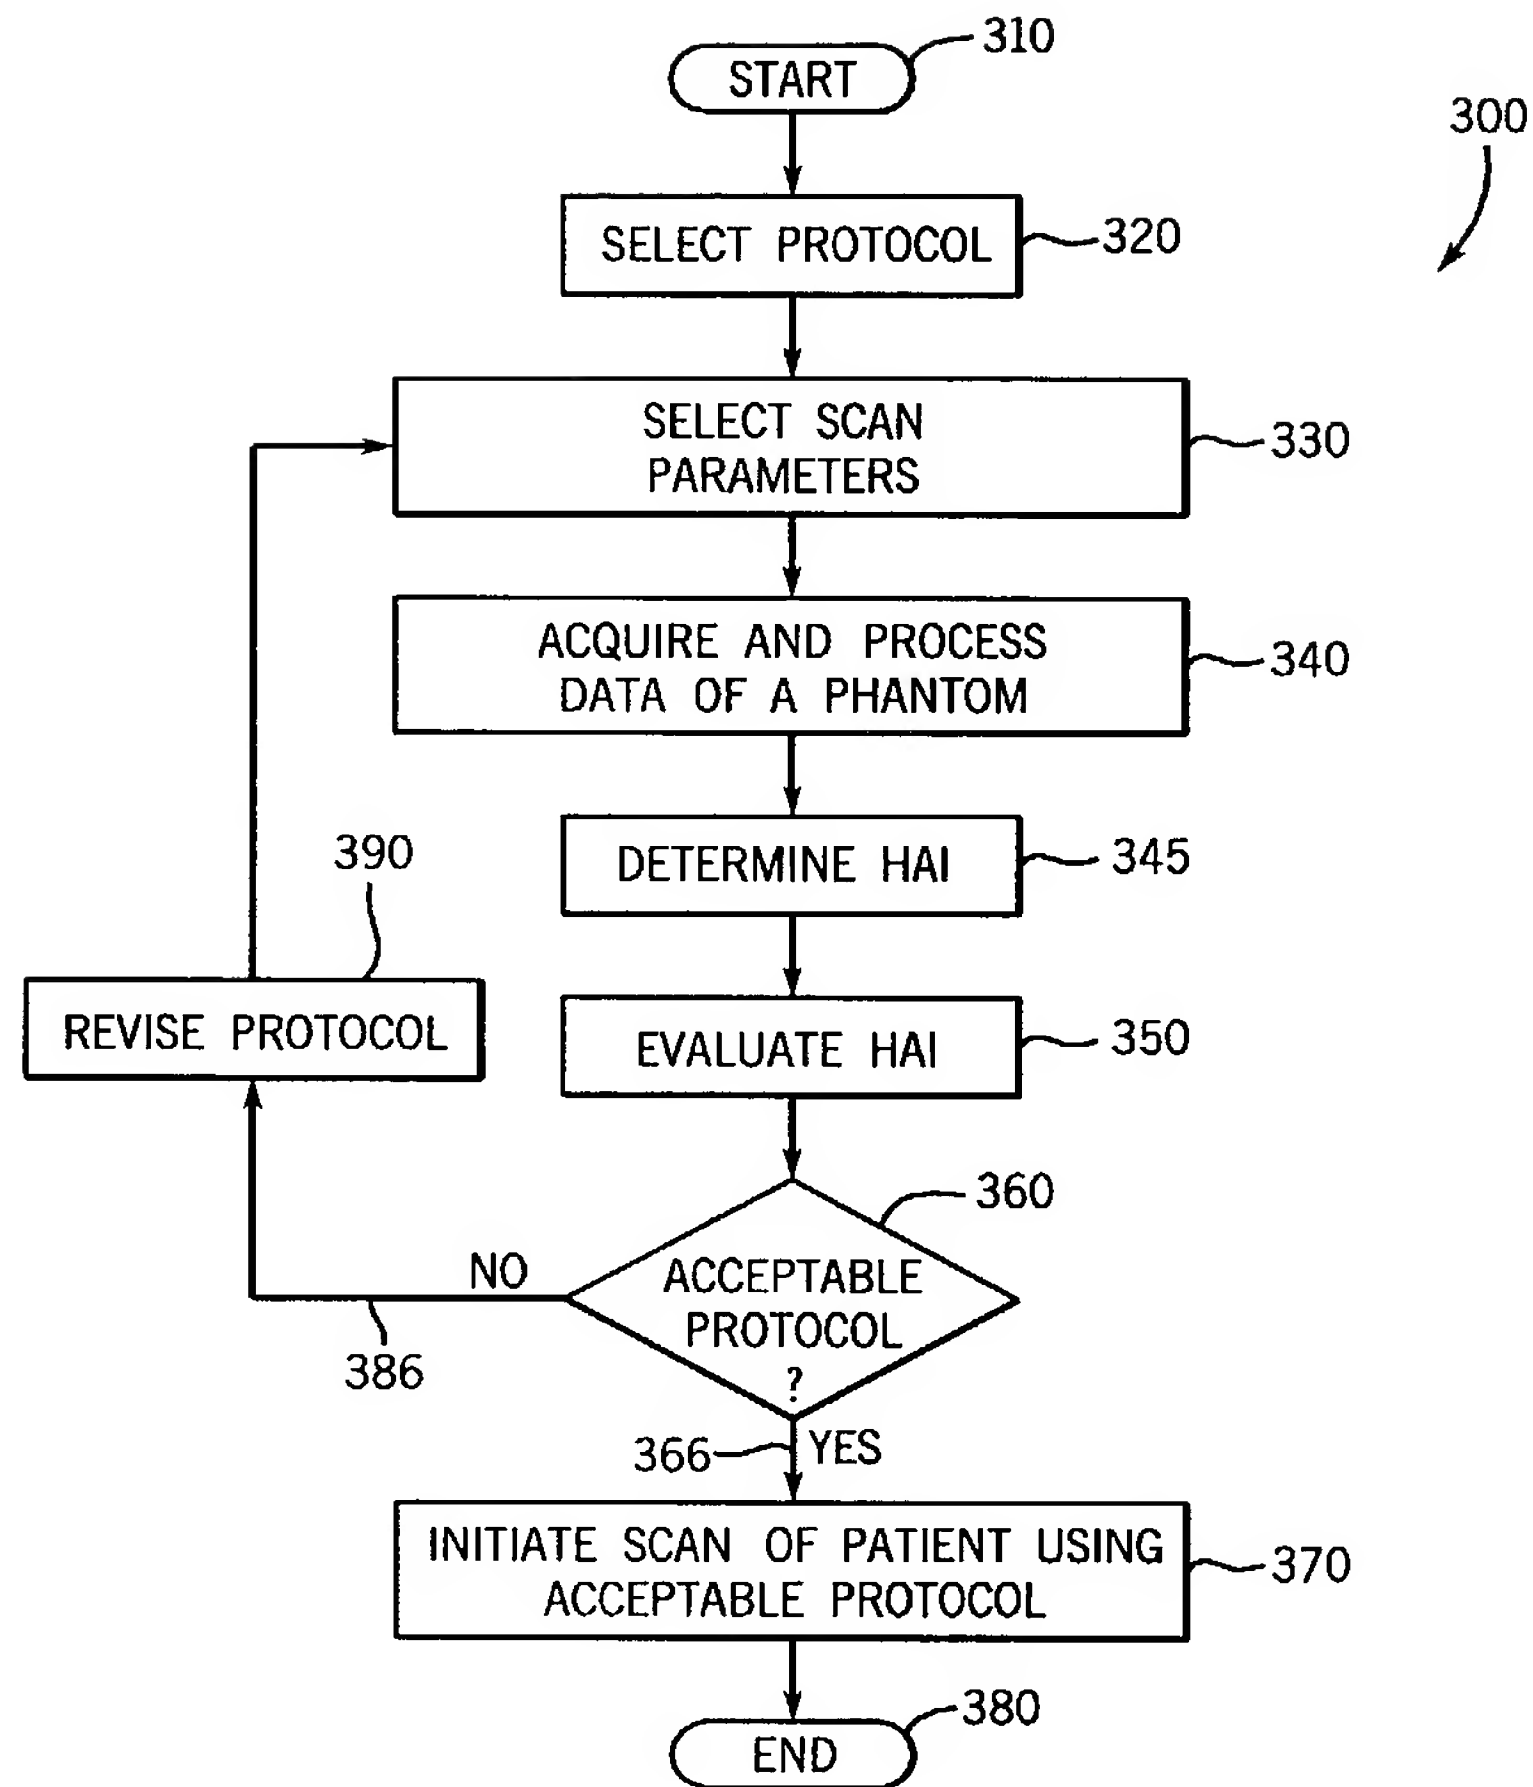 START
310
300
SELECT PROTOCOL
320
SELECT SCAN
PARAMETERS
330
ACQUIRE AND PROCESS
DATA OF A PHANTOM
340
DETERMINE HAI
345
390
REVISE PROTOCOL
EVALUATE HAI
350
360
ACCEPTABLE
PROTOCOL
?
NO
386
366
YES
INITIATE SCAN OF PATIENT USING
ACCEPTABLE PROTOCOL
370
380
END